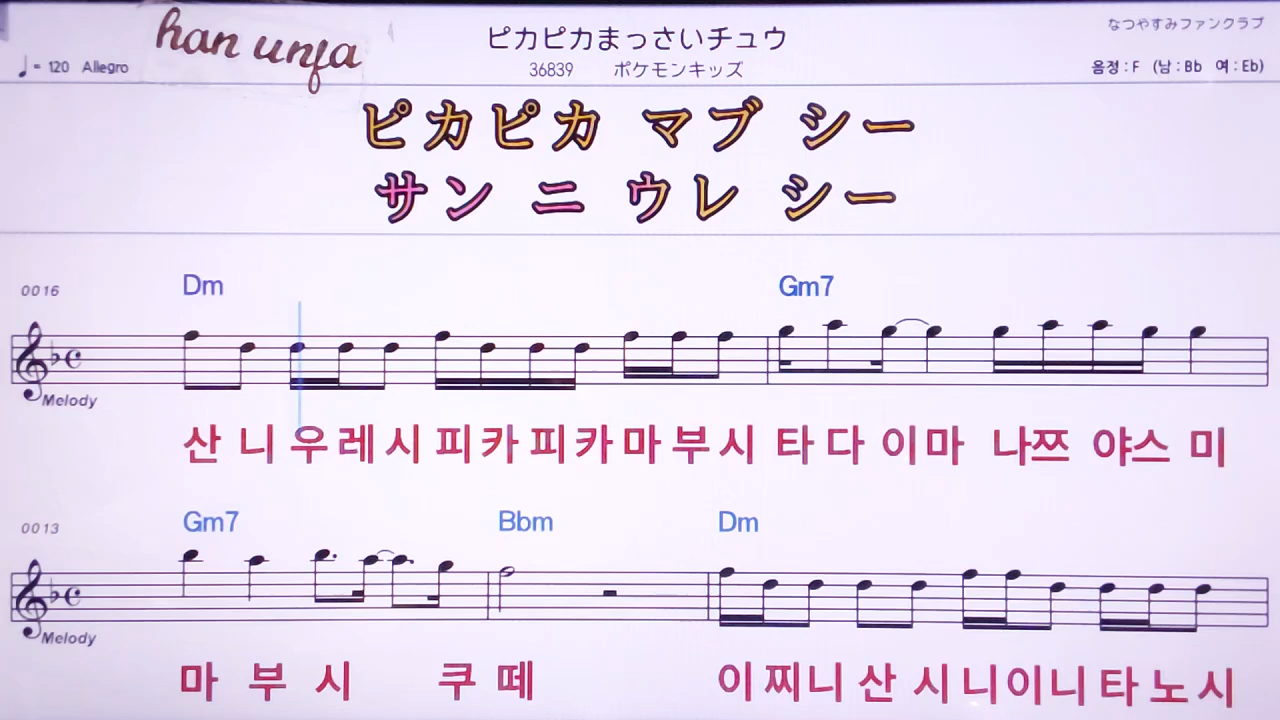 han unja
ピカピカまっさいチュウ
なつやすみファンクラブ
♩= 120 Allegro
36839 ポケモンキッズ
음정 : F (남 : Bb 여 : Eb)
ピカピカ マブ シー
サン ニ ウレ シー
0016 Dm Gm7
Melody
산 니 우 레 시 피 카 피 카 마 부 시 타 다 이 마 나 쯔 야 스 미
0013 Gm7 Bbm Dm
Melody
마 부 시 쿠 떼 이 찌 니 산 시 니 이 니 타 노 시